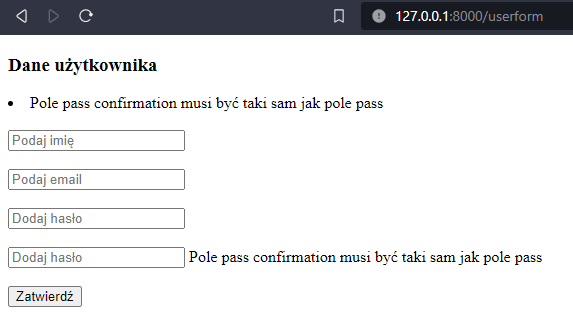 127.0.0.1:8000/userform
Dane użytkownika
Pole pass confirmation musi być taki sam jak pole pass
Podaj imię
Podaj email
Dodaj hasło
Dodaj hasło Pole pass confirmation musi być taki sam jak pole pass
Zatwierdź